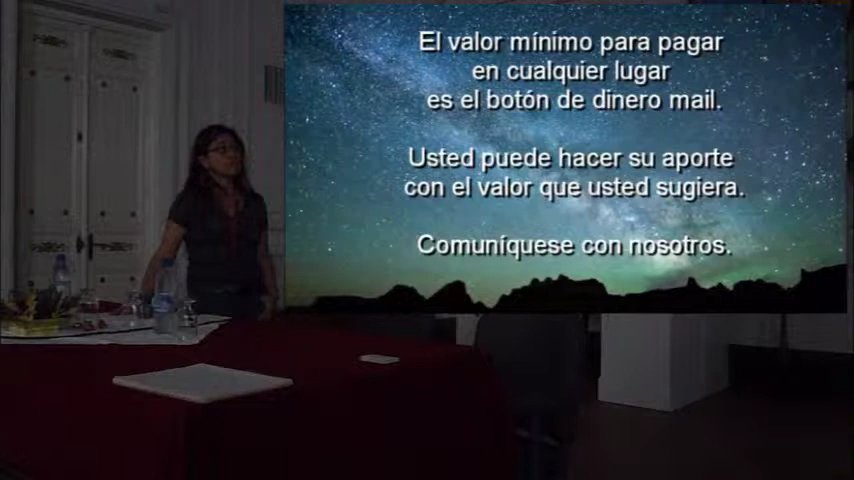 El valor mínimo para pagar
en cualquier lugar
es el botón de dinero mail.
Usted puede hacer su aporte
con el valor que usted sugiera.
Comuníquese con nosotros.